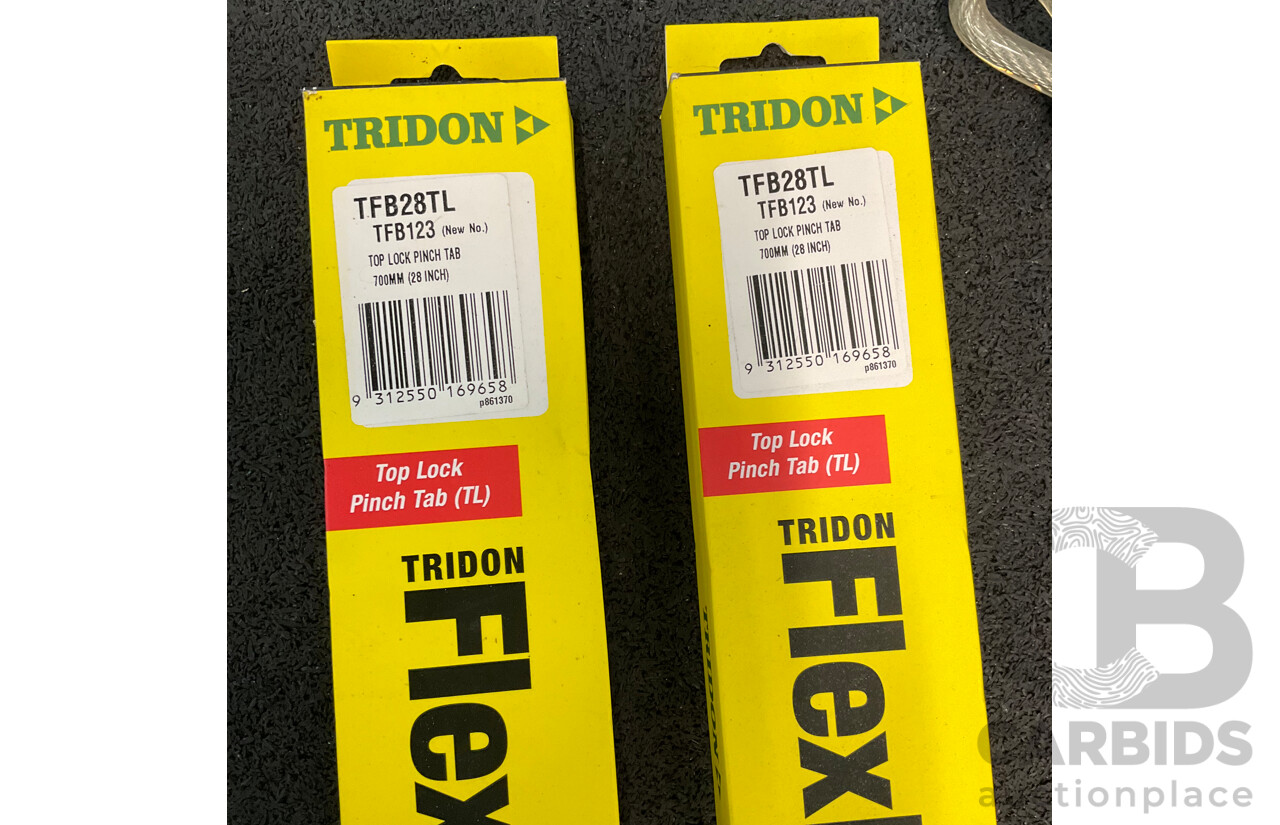 TRIDON
TFB28TL
TFB123 (New No.)
TOP LOCK PINCH TAB
700MM (28 INCH)
9 312550 169658
p861370
Top Lock
Pinch Tab (TL)
TRIDON
Flex
TRIDON
TFB28TL
TFB123 (New No.)
TOP LOCK PINCH TAB
700MM (28 INCH)
9 312550 169658
p861370
Top Lock
Pinch Tab (TL)
TRIDON
Flex
TRIDON
CARBIDS
auctionplace